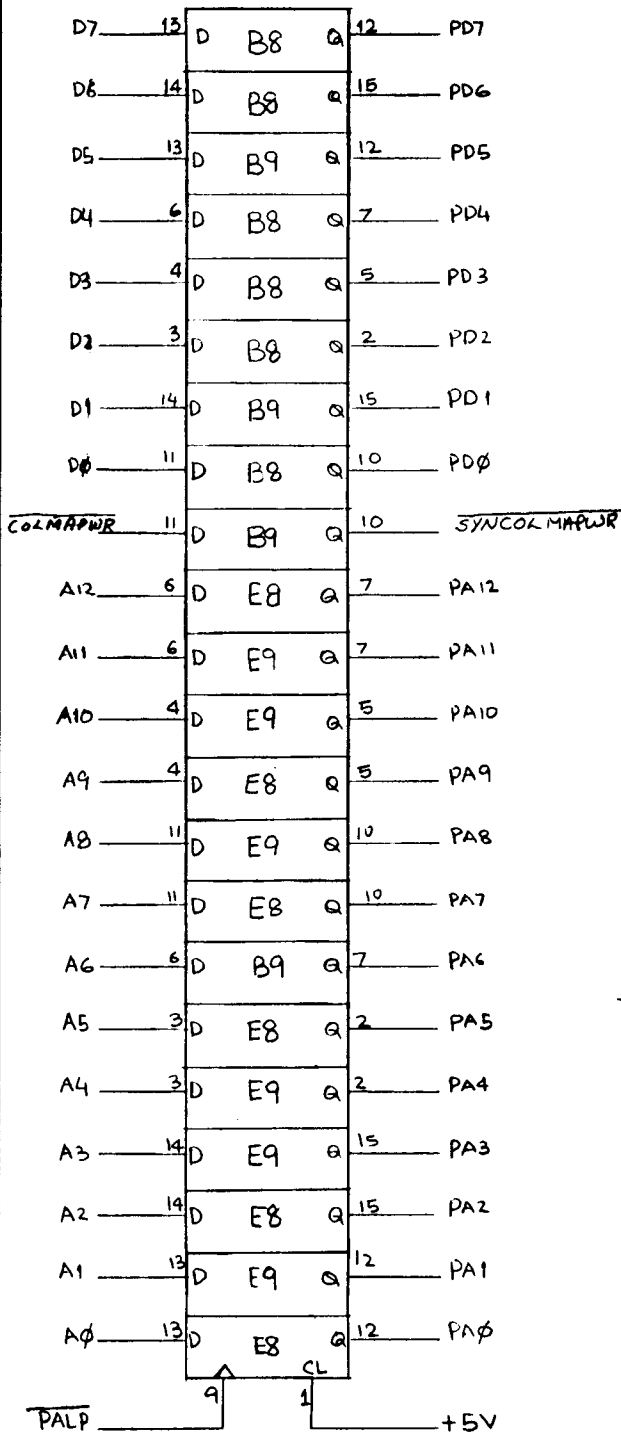 D7 13 D B8 Q 12 PD7
D6 14 D B8 Q 15 PD6
D5 13 D B9 Q 12 PD5
D4 6 D B8 Q 7 PD4
D3 4 D B8 Q 5 PD3
D2 3 D B8 Q 2 PD2
D1 14 D B9 Q 15 PD1
DØ 11 D B8 Q 10 PDØ
COLMAPWR 11 D B9 Q 10 SYNCOLMAPWR
A12 6 D E8 Q 7 PA12
A11 6 D E9 Q 7 PA11
A10 4 D E9 Q 5 PA10
A9 4 D E8 Q 5 PA9
A8 11 D E9 Q 10 PA8
A7 11 D E8 Q 10 PA7
A6 6 D B9 Q 7 PA6
A5 3 D E8 Q 2 PA5
A4 3 D E9 Q 2 PA4
A3 14 D E9 Q 15 PA3
A2 14 D E8 Q 15 PA2
A1 13 D E9 Q 12 PA1
AØ 13 D E8 Q 12 PAØ
CL
9 1
PALP +5V